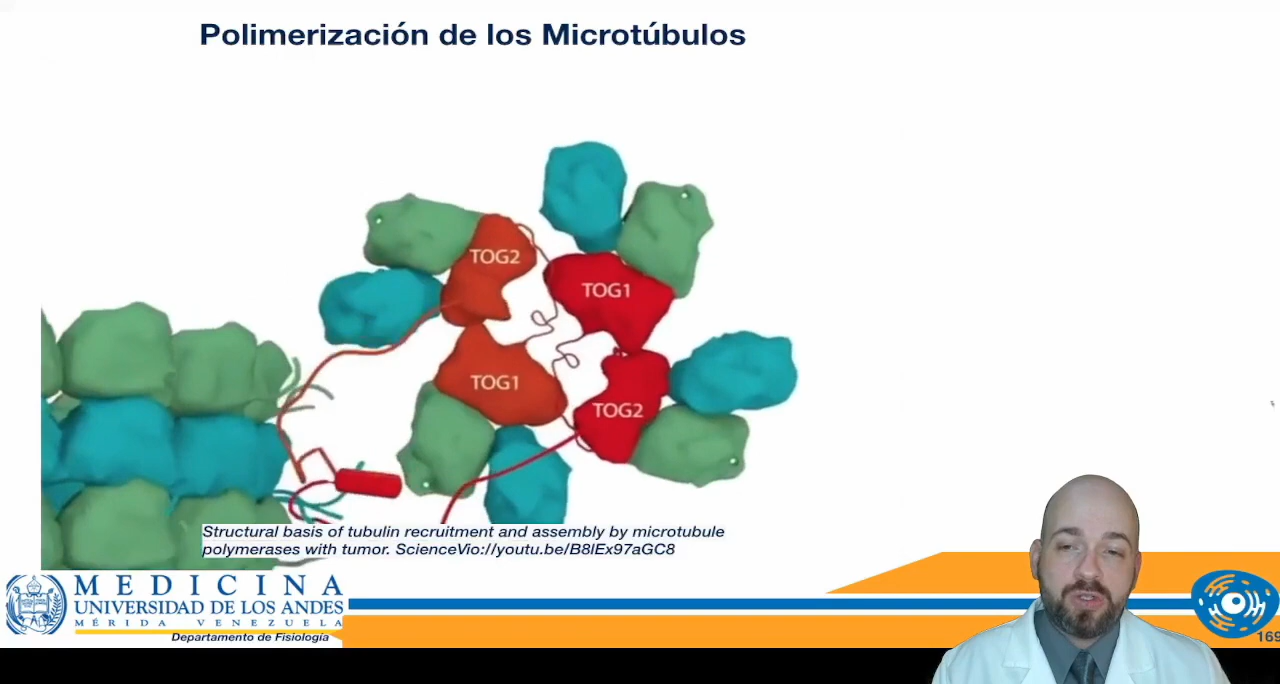 Polimerización de los Microtúbulos
TOG2
TOG1
TOG1
TOG2
Structural basis of tubulin recruitment and assembly by microtubule
polymerases with tumor. ScienceVio://youtu.be/B8lEx97aGC8
MEDICINA
UNIVERSIDAD DE LOS ANDES
MÉRIDA VENEZUELA
Departamento de Fisiología
169